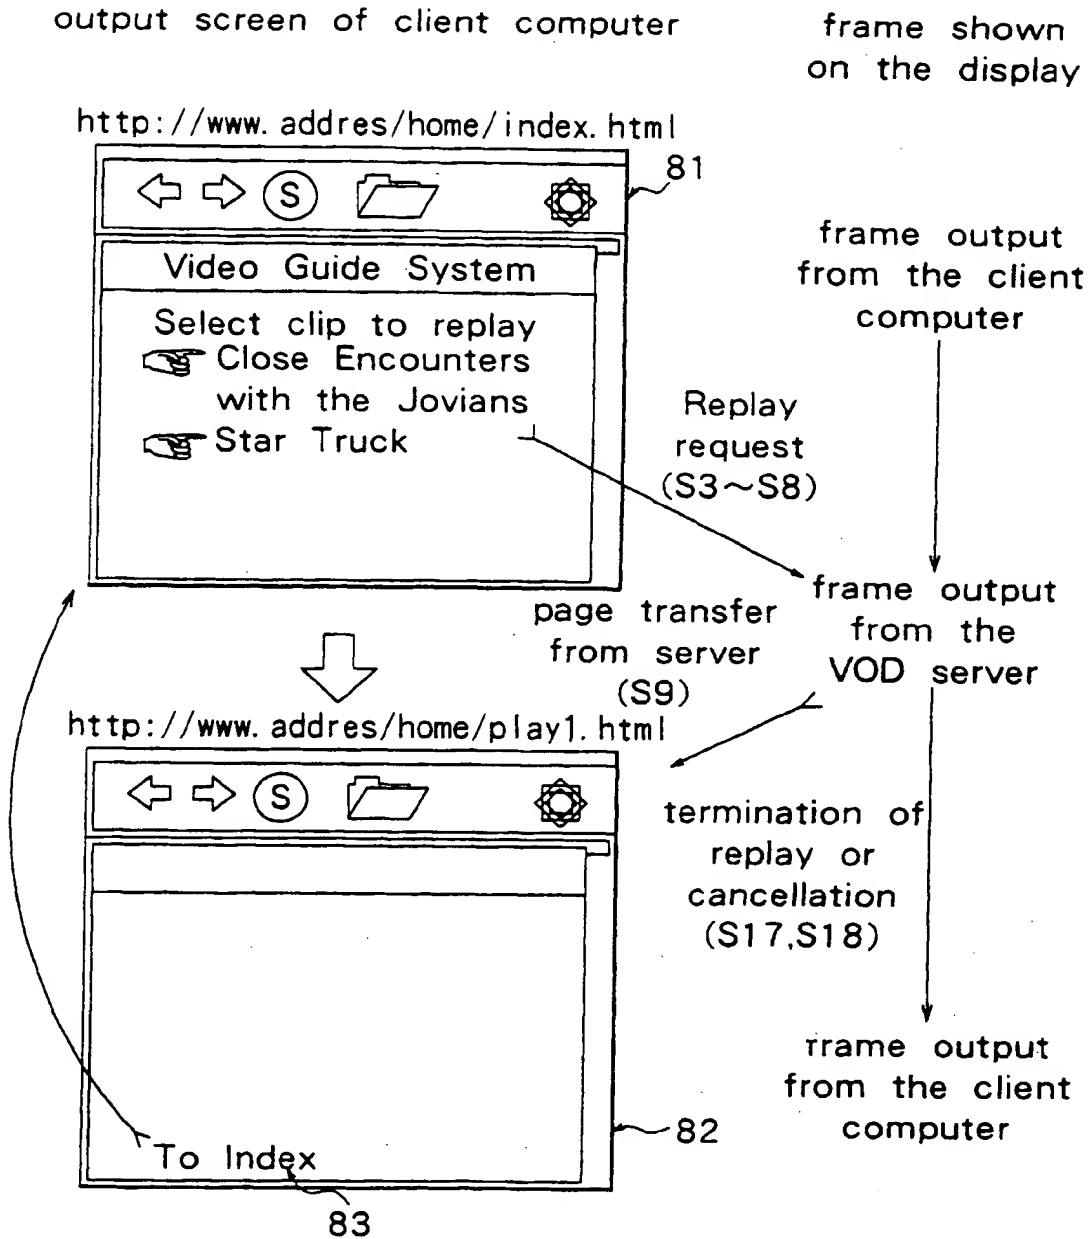 output screen of client computer
frame shown
on the display
http://www.addres/home/index.html
81
S
Video Guide System
Select clip to replay
Close Encounters
with the Jovians
Star Truck
frame output
from the client
computer
Replay
request
(S3~S8)
frame output
from the
VOD server
page transfer
from server
(S9)
http://www.addres/home/play1.html
S
termination of
replay or
cancellation
(S17,S18)
rrame output
from the client
computer
82
To Index
83